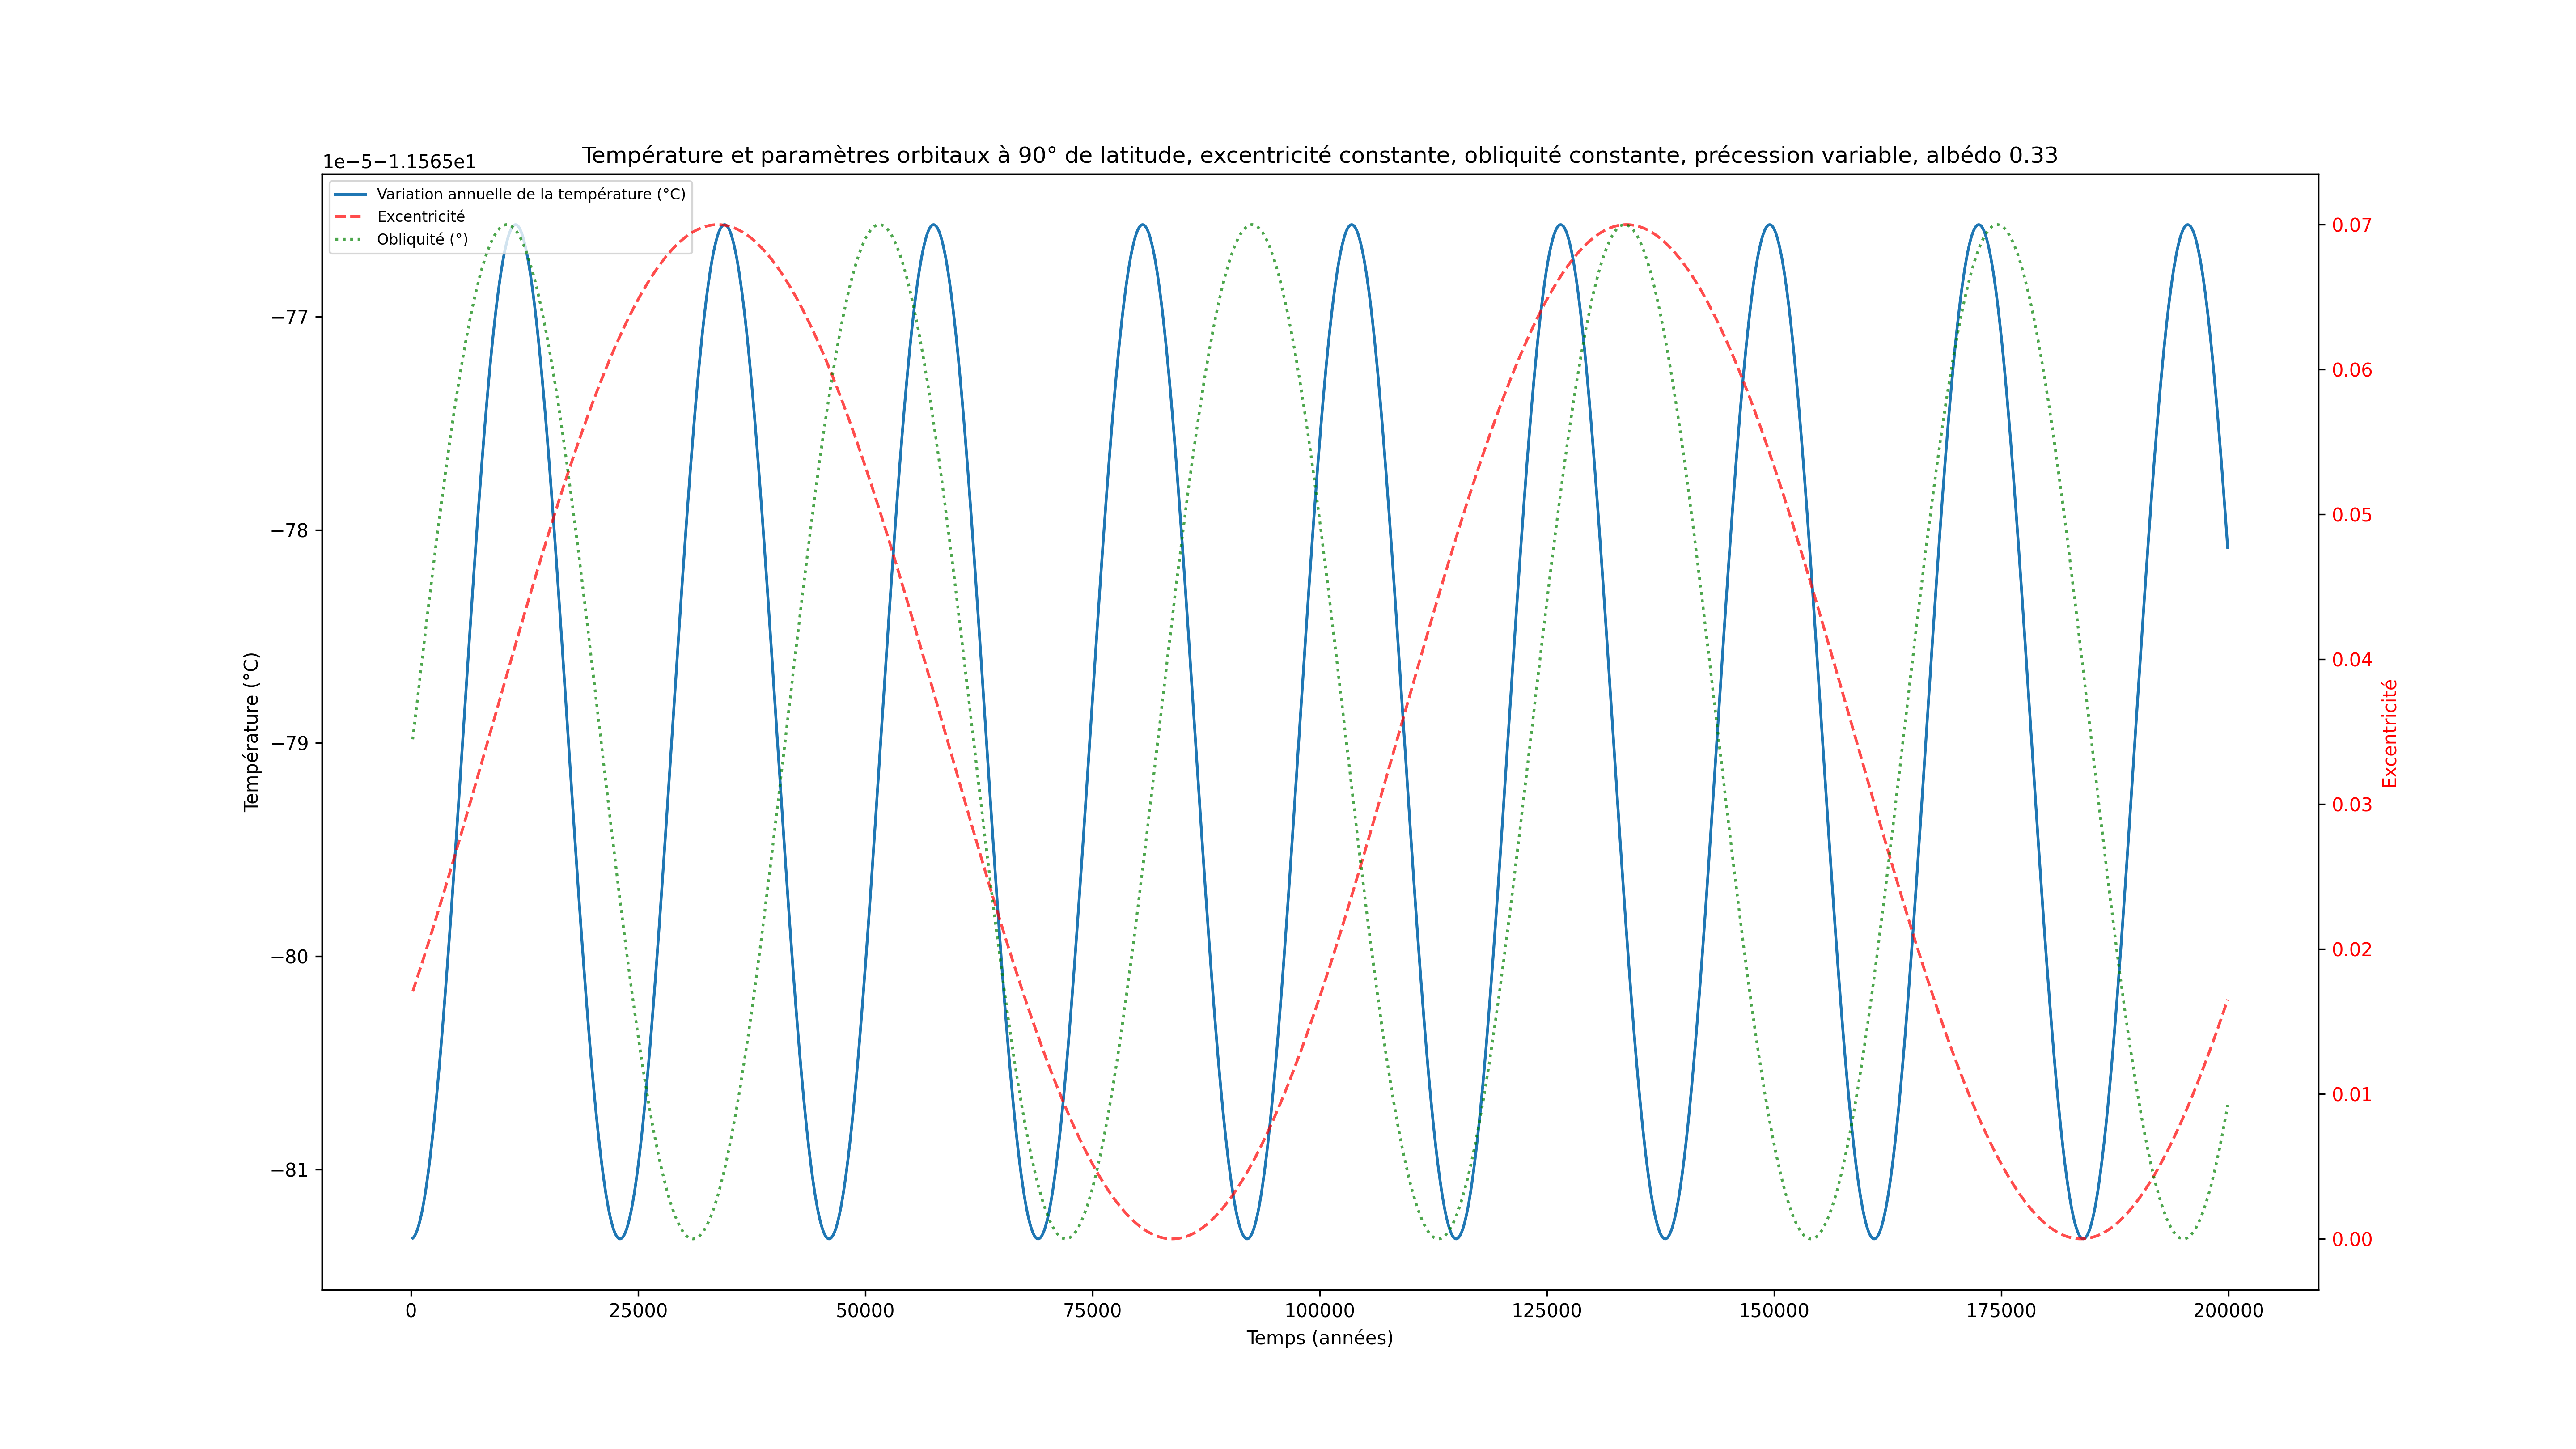 Température et paramètres orbitaux à 90° de latitude, excentricité constante, obliquité constante, précession variable, albédo 0.33
1e−5−1.1565e1
Variation annuelle de la température (°C)
Excentricité
Obliquité (°)
−77
−78
−79
−80
−81
Température (°C)
0.07
0.06
0.05
0.04
0.03
0.02
0.01
0.00
Excentricité
0 25000 50000 75000 100000 125000 150000 175000 200000
Temps (années)